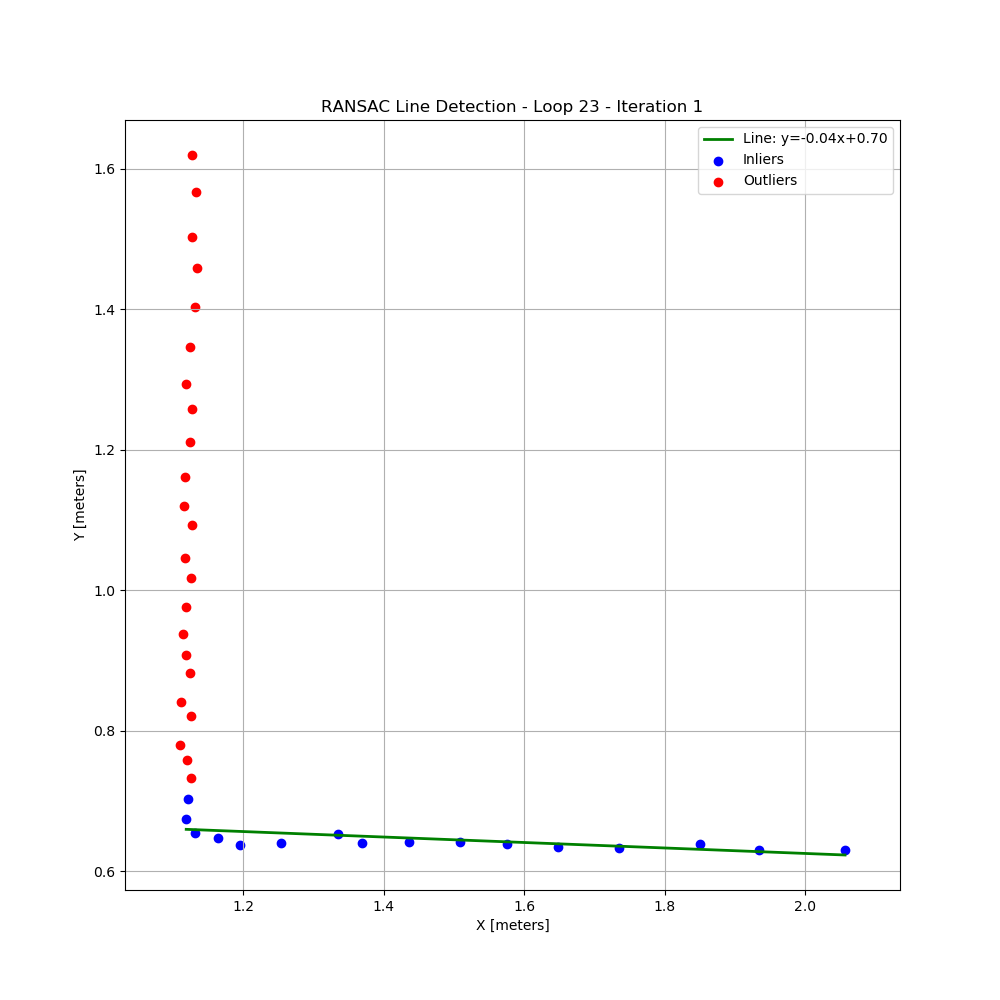 RANSAC Line Detection - Loop 23 - Iteration 1
Line: y=-0.04x+0.70
Inliers
Outliers
Y [meters]
1.6
1.4
1.2
1.0
0.8
0.6
1.2 1.4 1.6 1.8 2.0
X [meters]